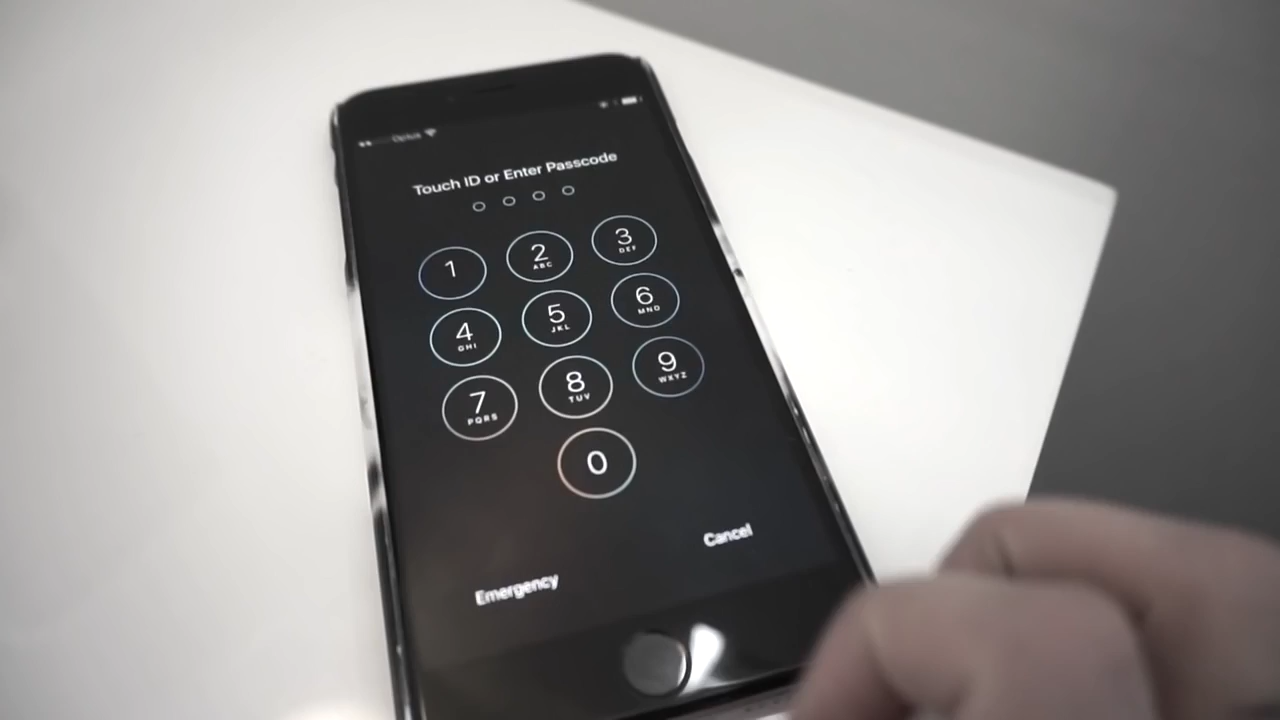 Optus
Touch ID or Enter Passcode
1 2 3
ABC DEF
4 5 6
GHI JKL MNO
7 8 9
PQRS TUV WXYZ
0
Emergency Cancel